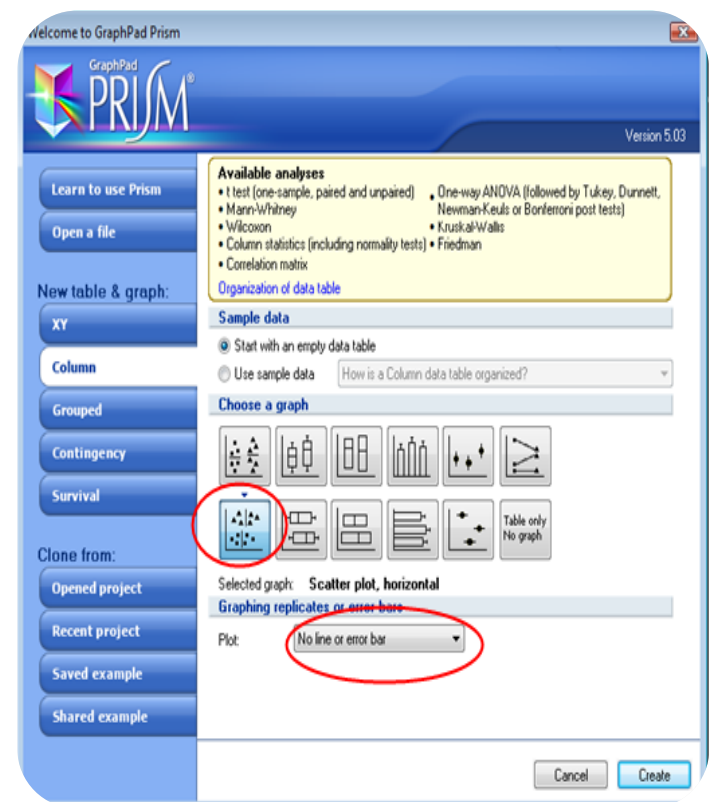 Welcome to GraphPad Prism
GraphPad
PRISM®
Version 5.03
Learn to use Prism
Open a file
New table & graph:
XY
Column
Grouped
Contingency
Survival
Clone from:
Opened project
Recent project
Saved example
Shared example
Available analyses
• t test (one-sample, paired and unpaired)
• Mann-Whitney
• Wilcoxon
• Column statistics (including normality tests)
• Correlation matrix
• One-way ANOVA (followed by Tukey, Dunnett,
Newman-Keuls or Bonferroni post tests)
• Kruskal-Wallis
• Friedman
Organization of data table
Sample data
Start with an empty data table
Use sample data
How is a Column data table organized?
Choose a graph
Table only
No graph
Selected graph: Scatter plot, horizontal
Graphing replicates or error bars
Plot: No line or error bar
Cancel
Create